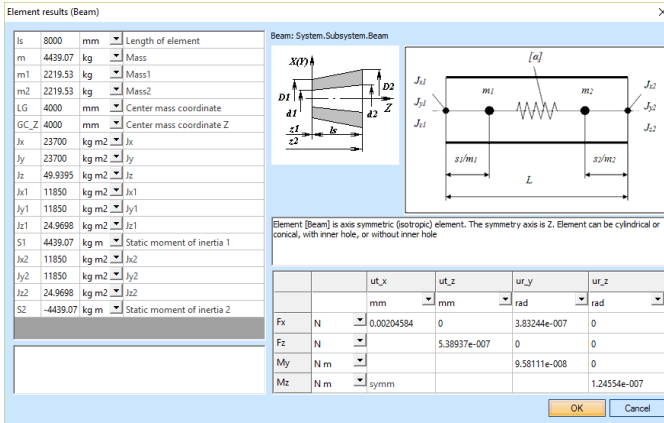 Element results (Beam)
ls 8000 mm Length of element
m 4439.07 kg Mass
m1 2219.53 kg Mass1
m2 2219.53 kg Mass2
LG 4000 mm Center mass coordinate
GC_Z 4000 mm Center mass coordinate Z
Jx 23700 kg m2 Jx
Jy 23700 kg m2 Jy
Jz 49.9395 kg m2 Jz
Jx1 11850 kg m2 Jx1
Jy1 11850 kg m2 Jy1
Jz1 24.9698 kg m2 Jz1
S1 4439.07 kg m Static moment of inertia 1
Jx2 11850 kg m2 Jx2
Jy2 11850 kg m2 Jy2
Jz2 24.9698 kg m2 Jz2
S2 -4439.07 kg m Static moment of inertia 2
Beam: System.Subsystem.Beam
X(Y)
D1 D2
Z
d1 d2
z1 ls
z2
[α]
Jx1 m1 m2 Jx2
Jy1 Jy2
Jz1 Jz2
s1/m1 s2/m2
L
Element [Beam] is axis symmetric (isotropic) element. The symmetry axis is Z. Element can be cylindrical or
conical, with inner hole, or without inner hole
ut_x ut_z ur_y ur_z
mm mm rad rad
Fx N 0.00204584 0 3.83244e-007 0
Fz N 5.38937e-007 0 0
My N m 9.58111e-008 0
Mz N m symm 1.24554e-007
OK Cancel